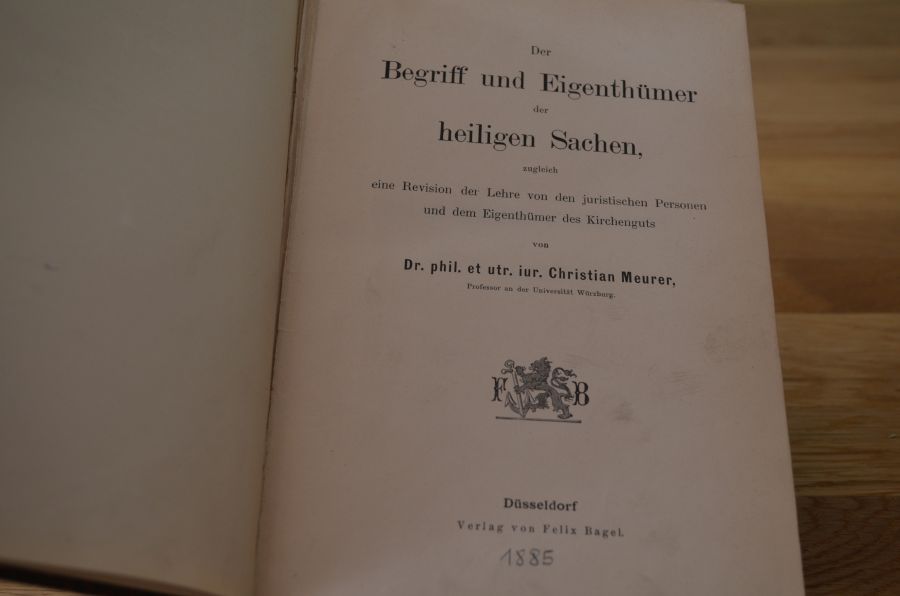 Der
Begriff und Eigenthümer
der
heiligen Sachen,
zugleich
eine Revision der Lehre von den juristischen Personen
und dem Eigenthümer des Kirchenguts
von
Dr. phil. et utr. iur. Christian Meurer,
Professor an der Universität Würzburg.
F B
Düsseldorf
Verlag von Felix Bagel.
1885